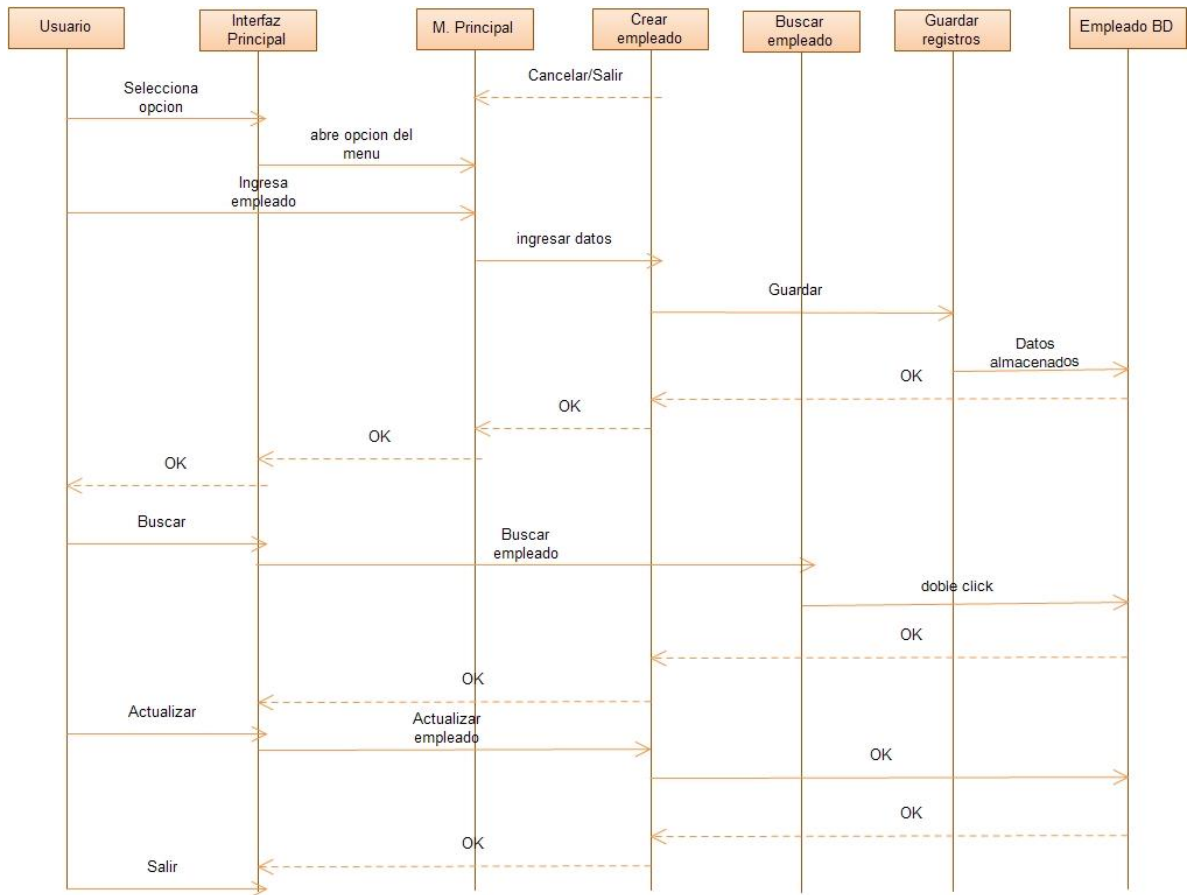 Usuario
Interfaz
Principal
M. Principal
Crear
empleado
Buscar
empleado
Guardar
registros
Empleado BD
Cancelar/Salir
Selecciona
opcion
abre opcion del
menu
Ingresa
empleado
ingresar datos
Guardar
Datos
almacenados
OK
OK
OK
OK
Buscar
Buscar
empleado
doble click
OK
OK
Actualizar
Actualizar
empleado
OK
OK
OK
Salir